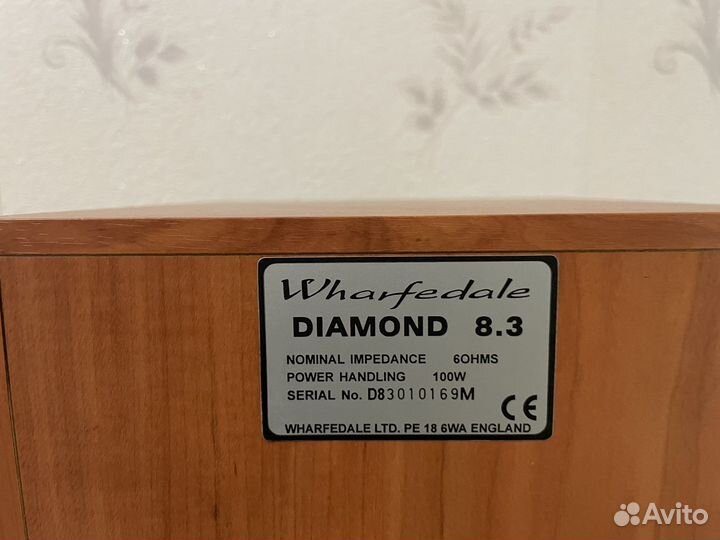 Wharfedale
DIAMOND 8.3
NOMINAL IMPEDANCE 6OHMS
POWER HANDLING 100W
SERIAL No. D83010169M
CE
WHARFEDALE LTD. PE 18 6WA ENGLAND
Avito